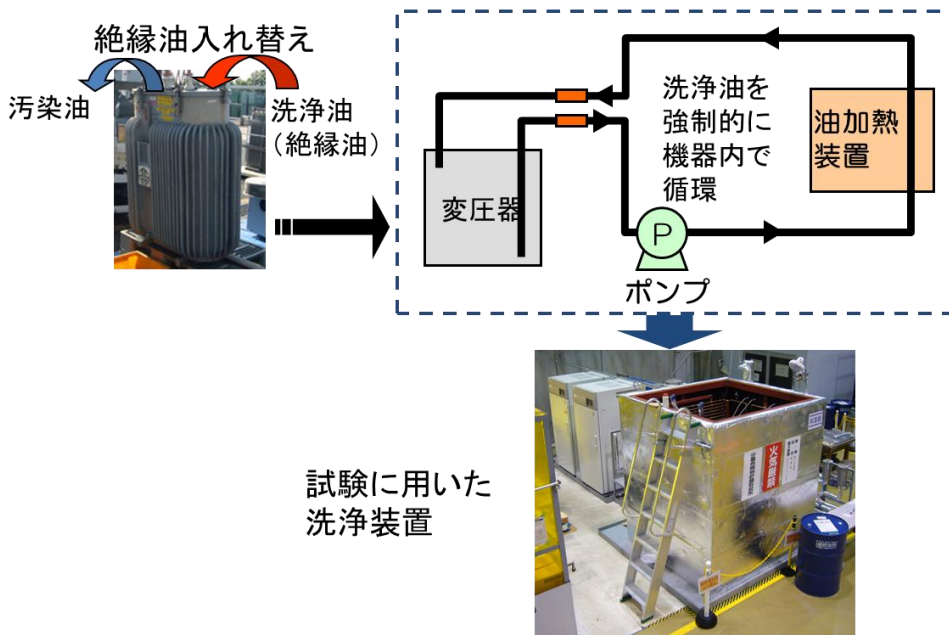 絶縁油入れ替え
汚染油
洗浄油
（絶縁油）
洗浄油を
強制的に
機器内で
循環
油加熱
装置
変圧器
P
ポンプ
試験に用いた
洗浄装置
火気厳禁